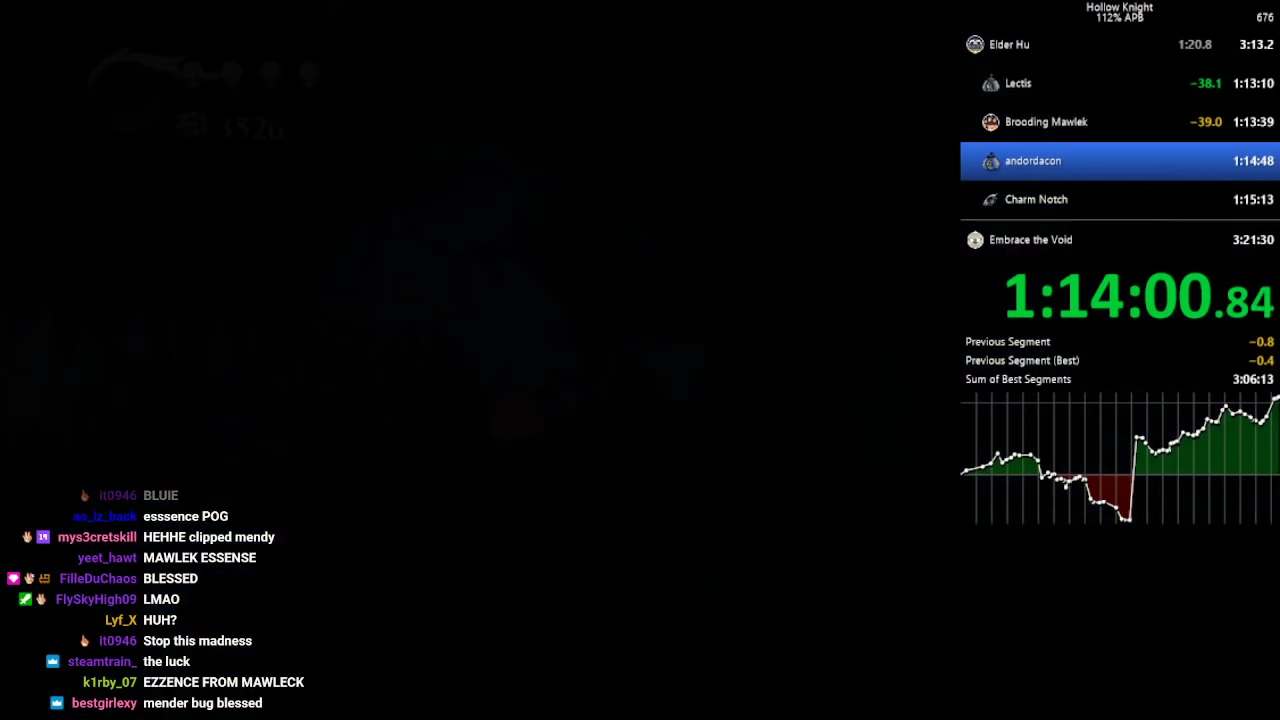 3526
Hollow Knight
112% APB
676
Elder Hu 1:20.8 3:13.2
Lectis −38.1 1:13:10
Brooding Mawlek −39.0 1:13:39
andordacon 1:14:48
Charm Notch 1:15:13
Embrace the Void 3:21:30
1:14:00.84
Previous Segment −0.8
Previous Segment (Best) −0.4
Sum of Best Segments 3:06:13
it0946 BLUIE
ao_iz_back esssence POG
14 mys3cretskill HEHHE clipped mendy
yeet_hawt MAWLEK ESSENSE
FilleDuChaos BLESSED
FlySkyHigh09 LMAO
Lyf_X HUH?
it0946 Stop this madness
steamtrain_ the luck
k1rby_07 EZZENCE FROM MAWLECK
bestgirlexy mender bug blessed